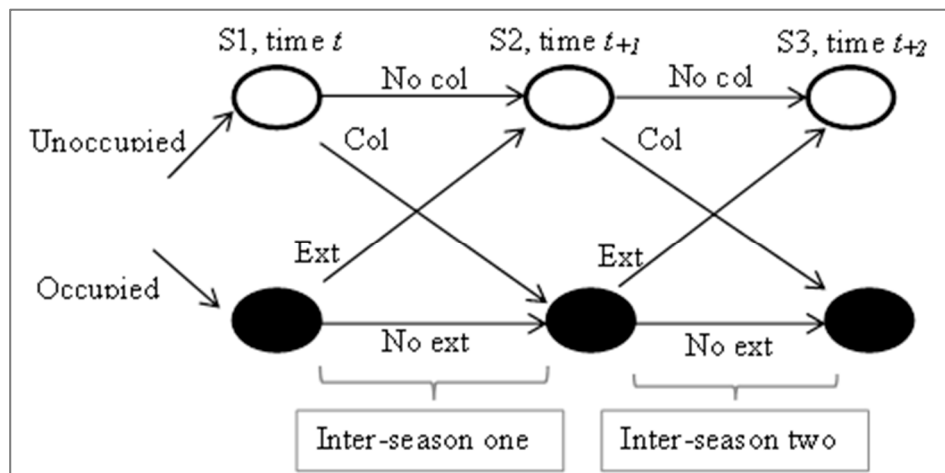 S1, time t
S2, time t+1
S3, time t+2
No col
No col
Unoccupied
Col
Col
Ext
Ext
Occupied
No ext
No ext
Inter-season one
Inter-season two